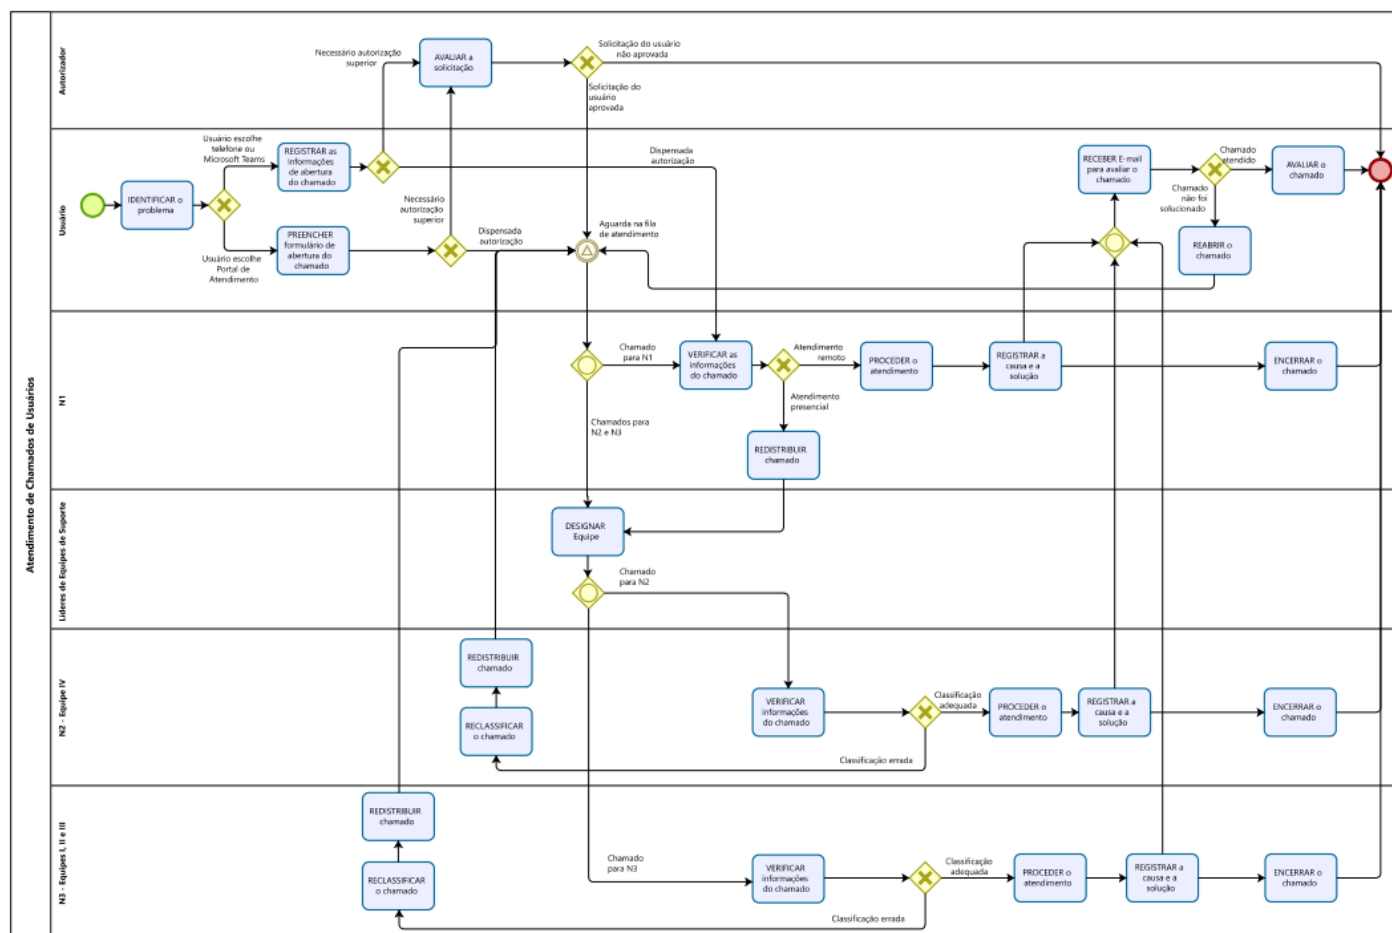 Atendimento de Chamados de Usuários
Autorizador
Necessário autorização
superior
AVALIAR a
solicitação
Solicitação do usuário
não aprovada
Solicitação do
usuário
aprovada
Usuário
IDENTIFICAR o
problema
Usuário escolhe
telefone ou
Microsoft Teams
REGISTRAR as
informações
de abertura
do chamado
Usuário escolhe
Portal de
Atendimento
PREENCHER
formulário de
abertura do
chamado
Necessário
autorização
superior
Dispensada
autorização
Dispensada
autorização
Aguarda na fila
de atendimento
RECEBER E-mail
para avaliar o
chamado
Chamado
atendido
Chamado
não foi
solucionado
AVALIAR o
chamado
REABRIR o
chamado
N1
Chamado
para N1
Chamados para
N2 e N3
VERIFICAR as
informações
do chamado
Atendimento
remoto
Atendimento
presencial
PROCEDER o
atendimento
REGISTRAR a
causa e a
solução
ENCERRAR o
chamado
REDISTRIBUIR
chamado
Líderes de Equipes de Suporte
DESIGNAR
Equipe
Chamado
para N2
N2 - Equipe IV
REDISTRIBUIR
chamado
RECLASSIFICAR
o chamado
VERIFICAR
informações
do chamado
Classificação
adequada
Classificação errada
PROCEDER o
atendimento
REGISTRAR a
causa e a
solução
ENCERRAR o
chamado
N3 - Equipes I, II e III
REDISTRIBUIR
chamado
RECLASSIFICAR
o chamado
Chamado
para N3
VERIFICAR
informações
do chamado
Classificação
adequada
Classificação errada
PROCEDER o
atendimento
REGISTRAR a
causa e a
solução
ENCERRAR o
chamado